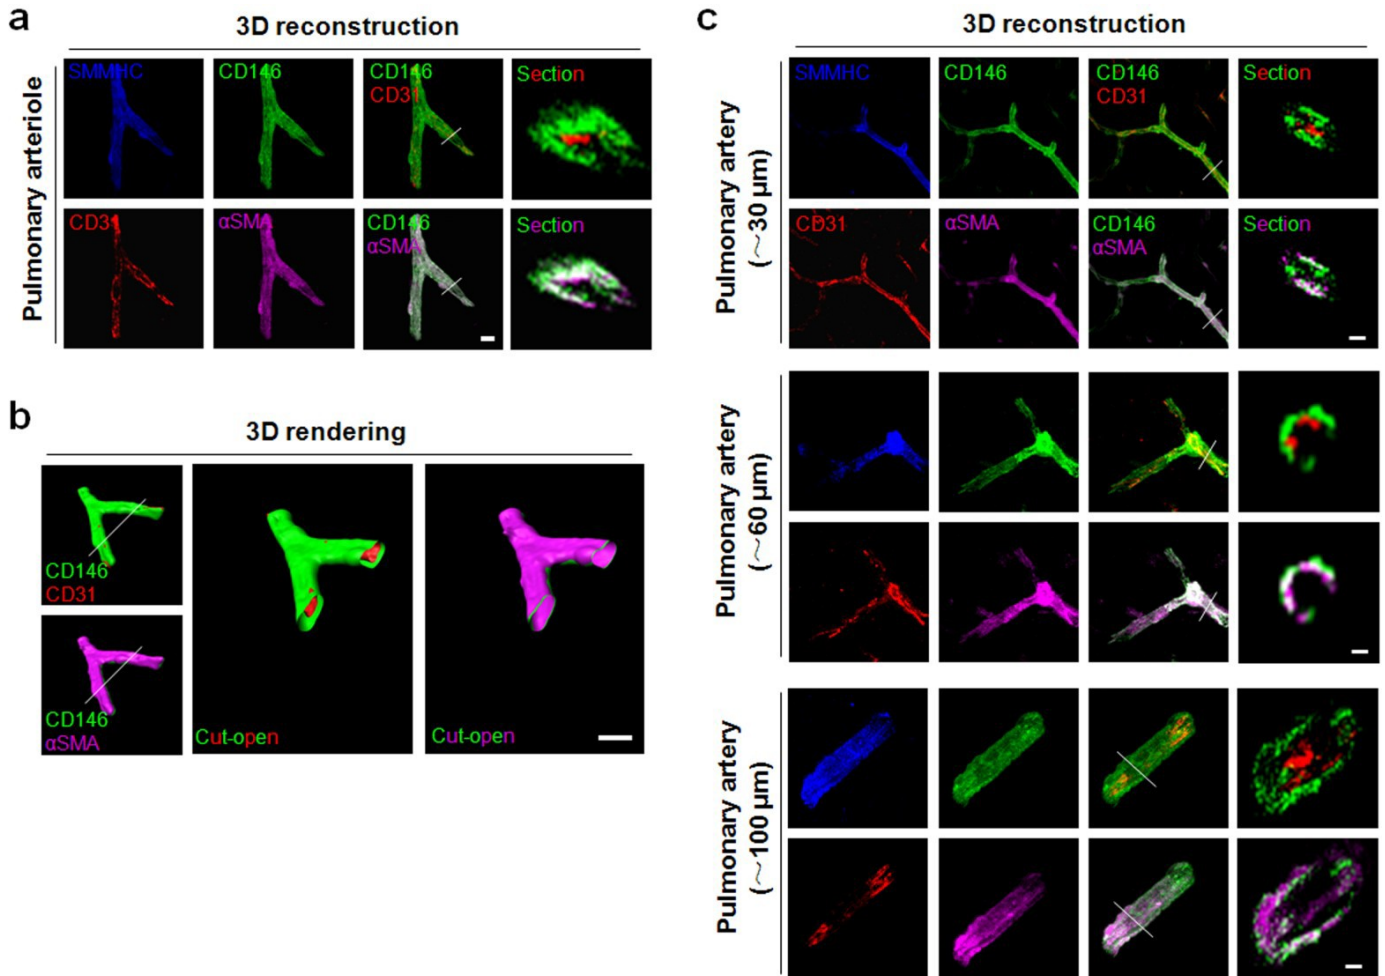 a
3D reconstruction
Pulmonary arteriole
SMMHC
CD146
CD146
CD31
Section
CD31
αSMA
CD146
αSMA
Section
b
3D rendering
CD146
CD31
CD146
αSMA
Cut-open
Cut-open
c
3D reconstruction
Pulmonary artery
(～30 μm)
SMMHC
CD146
CD146
CD31
Section
CD31
αSMA
CD146
αSMA
Section
Pulmonary artery
(～60 μm)
Pulmonary artery
(～100 μm)